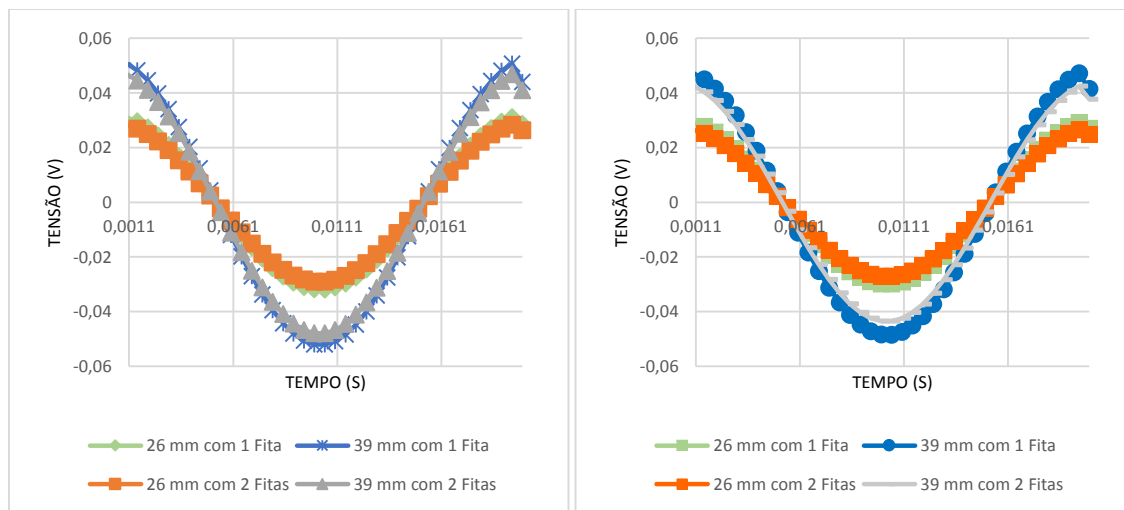 0,06
0,04
0,02
0
-0,02
-0,04
-0,06
0,0011 0,0061 0,0111 0,0161
TENSÃO (V)
TEMPO (S)
26 mm com 1 Fita 39 mm com 1 Fita
26 mm com 2 Fitas 39 mm com 2 Fitas
0,06
0,04
0,02
0
-0,02
-0,04
-0,06
0,0011 0,0061 0,0111 0,0161
TENSÃO (V)
TEMPO (S)
26 mm com 1 Fita 39 mm com 1 Fita
26 mm com 2 Fitas 39 mm com 2 Fitas